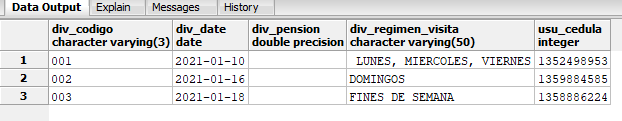 Data Output Explain Messages History
div_codigo div_date div_pension div_regimen_visita usu_cedula
character varying(3) date double precision character varying(50) integer
1 001 2021-01-10 LUNES, MIERCOLES, VIERNES 1352498953
2 002 2021-01-16 DOMINGOS 1359884585
3 003 2021-01-18 FINES DE SEMANA 1358886224